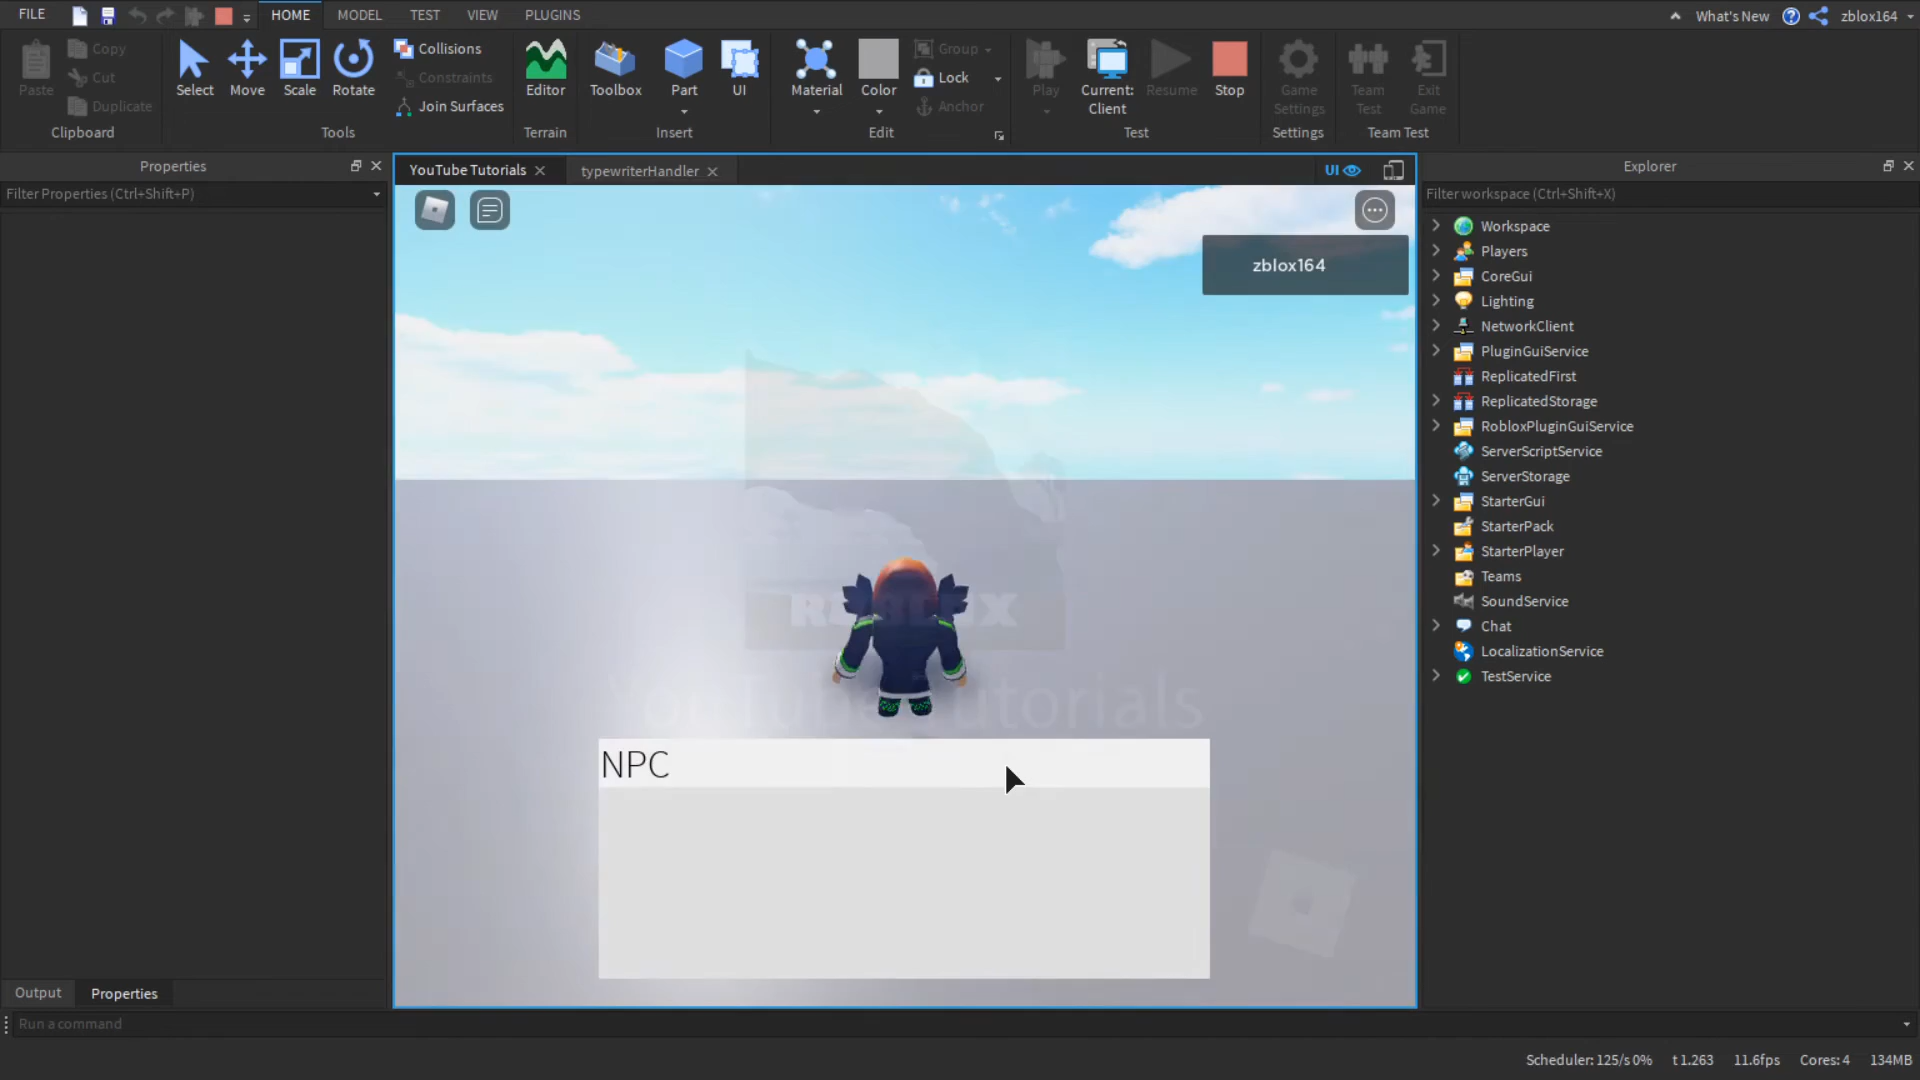 FILE
HOME
MODEL
TEST
VIEW
PLUGINS
What's New
zblox164
Paste
Copy
Cut
Duplicate
Clipboard
Select
Move
Scale
Rotate
Collisions
Constraints
Join Surfaces
Tools
Editor
Terrain
Toolbox
Part
UI
Insert
Material
Color
Group
Lock
Anchor
Edit
Play
Current:
Client
Resume
Stop
Test
Game
Settings
Settings
Team
Test
Exit
Game
Team Test
Properties
Filter Properties (Ctrl+Shift+P)
YouTube Tutorials
typewriterHandler
UI
zblox164
ROBLOX
YouTube Tutorials
NPC
Explorer
Filter workspace (Ctrl+Shift+X)
Workspace
Players
CoreGui
Lighting
NetworkClient
PluginGuiService
ReplicatedFirst
ReplicatedStorage
RobloxPluginGuiService
ServerScriptService
ServerStorage
StarterGui
StarterPack
StarterPlayer
Teams
SoundService
Chat
LocalizationService
TestService
Output
Properties
Run a command
Scheduler: 125/s 0%
t 1.263
11.6fps
Cores: 4
134MB